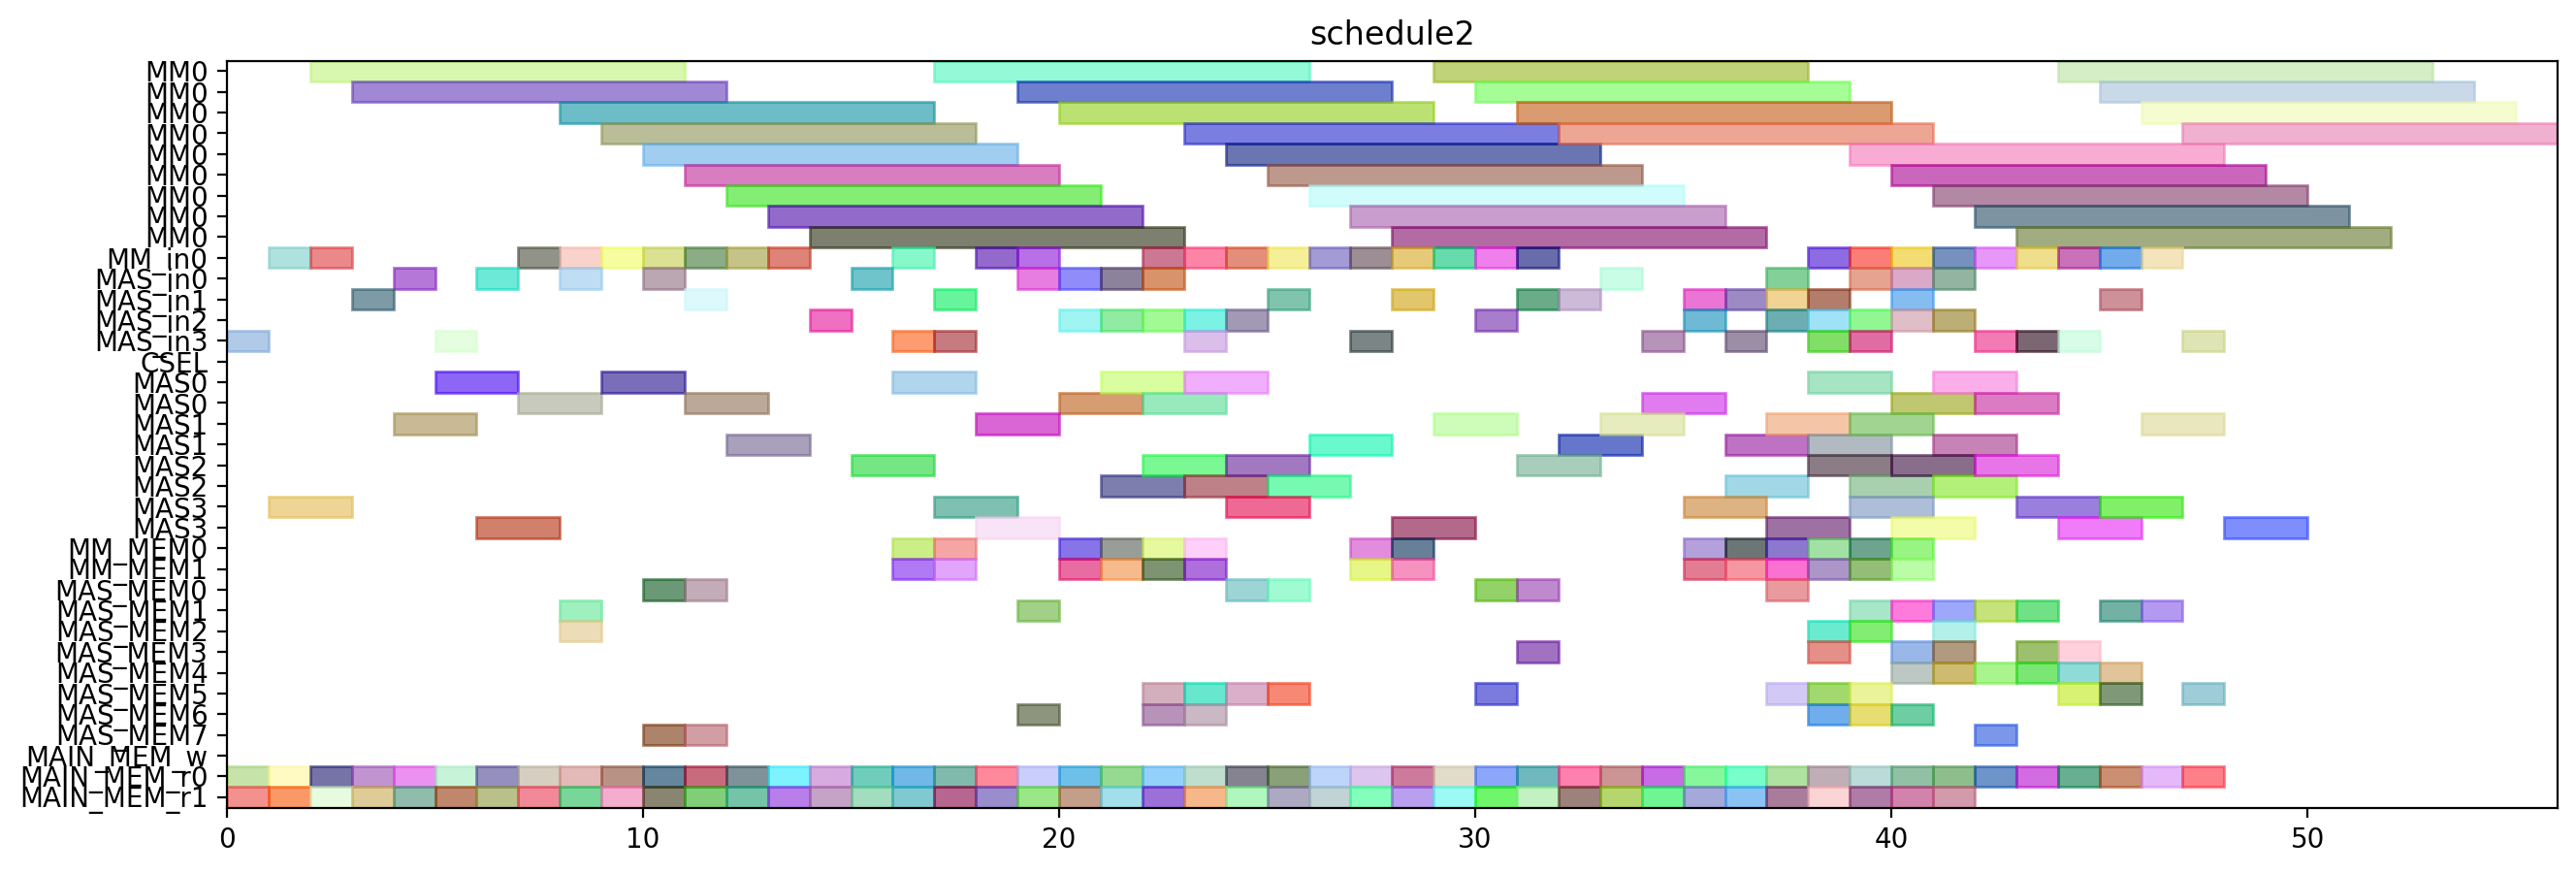 schedule2
MM0
MM0
MM0
MM0
MM0
MM0
MM0
MM0
MM0
MM_in0
MAS_in0
MAS_in1
MAS_in2
MAS_in3
CSEL
MAS0
MAS0
MAS1
MAS1
MAS2
MAS2
MAS3
MAS3
MM_MEM0
MM_MEM1
MAS_MEM0
MAS_MEM1
MAS_MEM2
MAS_MEM3
MAS_MEM4
MAS_MEM5
MAS_MEM6
MAS_MEM7
MAIN_MEM_w
MAIN_MEM_r0
MAIN_MEM_r1
0 10 20 30 40 50